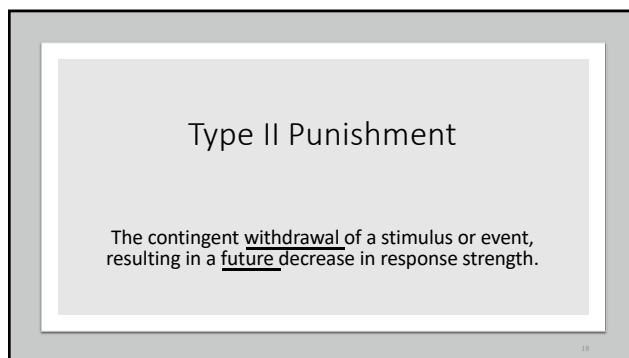 Type II Punishment
The contingent withdrawal of a stimulus or event,
resulting in a future decrease in response strength.
18